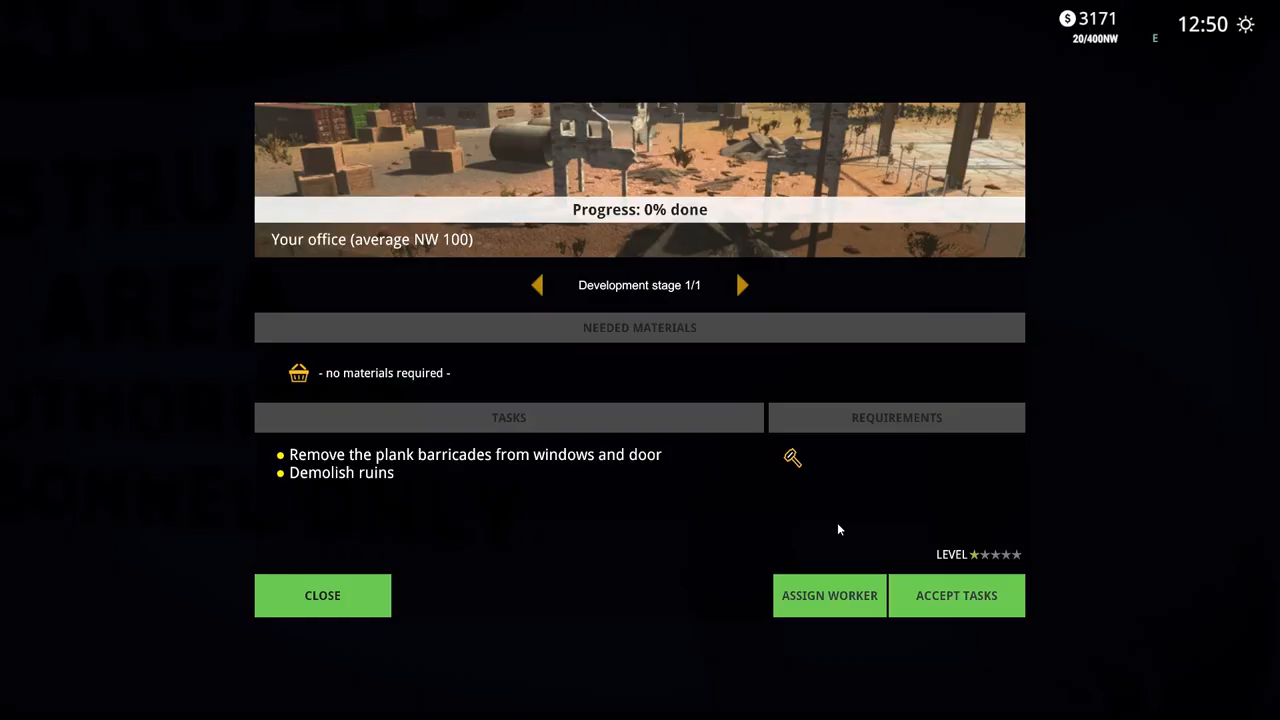 3171
20/400NW
E
12:50
Progress: 0% done
Your office (average NW 100)
Development stage 1/1
NEEDED MATERIALS
- no materials required -
TASKS
REQUIREMENTS
Remove the plank barricades from windows and door
Demolish ruins
LEVEL
CLOSE
ASSIGN WORKER
ACCEPT TASKS